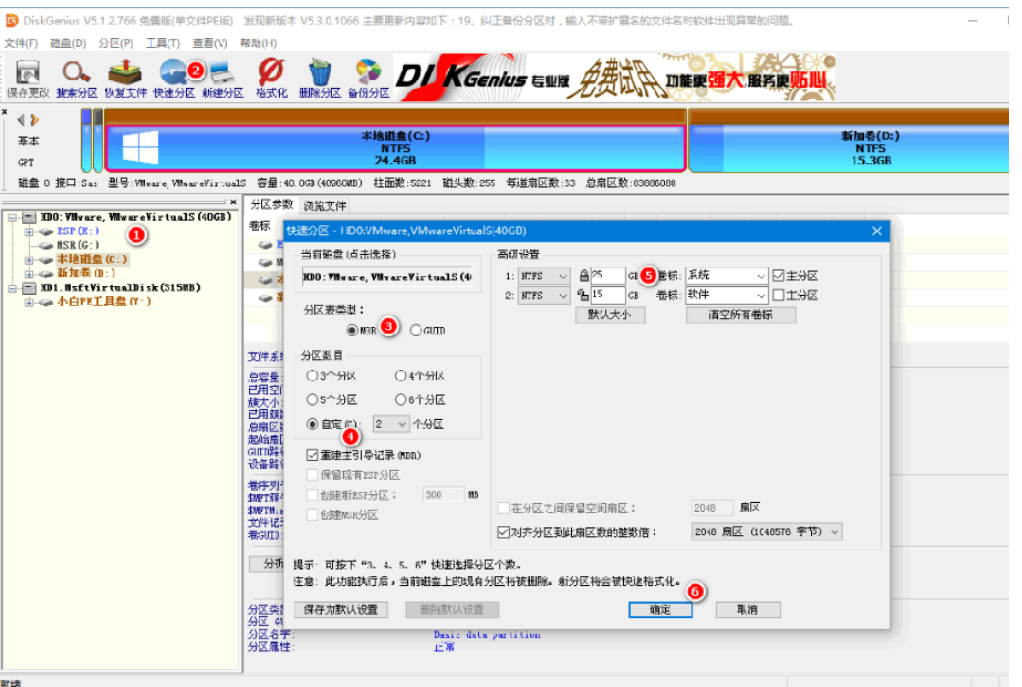 DiskGenius V5.1.2.766 免费版(单文件PE版) 发现新版本 V5.3.0.1066 主要更新内容如下：19、纠正备份分区时，输入不带扩展名的文件名时软件出现异常的问题。
文件(F) 磁盘(D) 分区(P) 工具(T) 查看(V) 帮助(H)
保存更改 搜索分区 恢复文件 快速分区 新建分区 格式化 删除分区 备份分区
2
DISKGenius 专业版 免费试用 功能更强大 服务更贴心
基本
GPT
本地磁盘(C:)
NTFS
24.4GB
新加卷(D:)
NTFS
15.3GB
磁盘 0 接口:Sas 型号:VMware,VMwareVirtualS 容量:40.0GB(40960MB) 柱面数:5221 磁头数:255 每道扇区数:63 总扇区数:83886080
HD0:VMware,VMwareVirtualS(40GB)
ESP(E:)
1
MSR(G:)
本地磁盘(C:)
新加卷(D:)
HD1:MsftVirtualDisk(315MB)
小白PE工具盘(Y:)
分区参数 浏览文件
卷标
快速分区 - HD0:VMware,VMwareVirtualS(40GB)
当前磁盘(点击选择)
HD0:VMware,VMwareVirtualS(4
分区表类型：
MBR 3 GUID
分区数目
3个分区 4个分区
5个分区 6个分区
自定(C): 2 个分区
4
重建主引导记录(MBR)
保留现有ESP分区
创建新ESP分区： 300 MB
创建MSR分区
高级设置
1: NTFS 25 GB 5 卷标: 系统 主分区
2: NTFS 15 GB 卷标: 软件 主分区
默认大小 清空所有卷标
在分区之间保留空闲扇区： 2048 扇区
对齐分区到此扇区数的整数倍： 2048 扇区 (1048576 字节)
提示: 可按下“3、4、5、6”快速选择分区个数。
注意: 此功能执行后，当前磁盘上的现有分区将被删除。新分区将会被快速格式化。
保存为默认设置 删除默认设置 确定 6 取消
文件系
总容量
已用空
簇大小
已用簇
总扇区
起始扇
GUID路
设备路
卷序列
$MFT簇
$MFTMi
文件记
卷GUID:
分析
分区类
分区 GU
分区名字: Basic data partition
分区属性: 正常
就绪